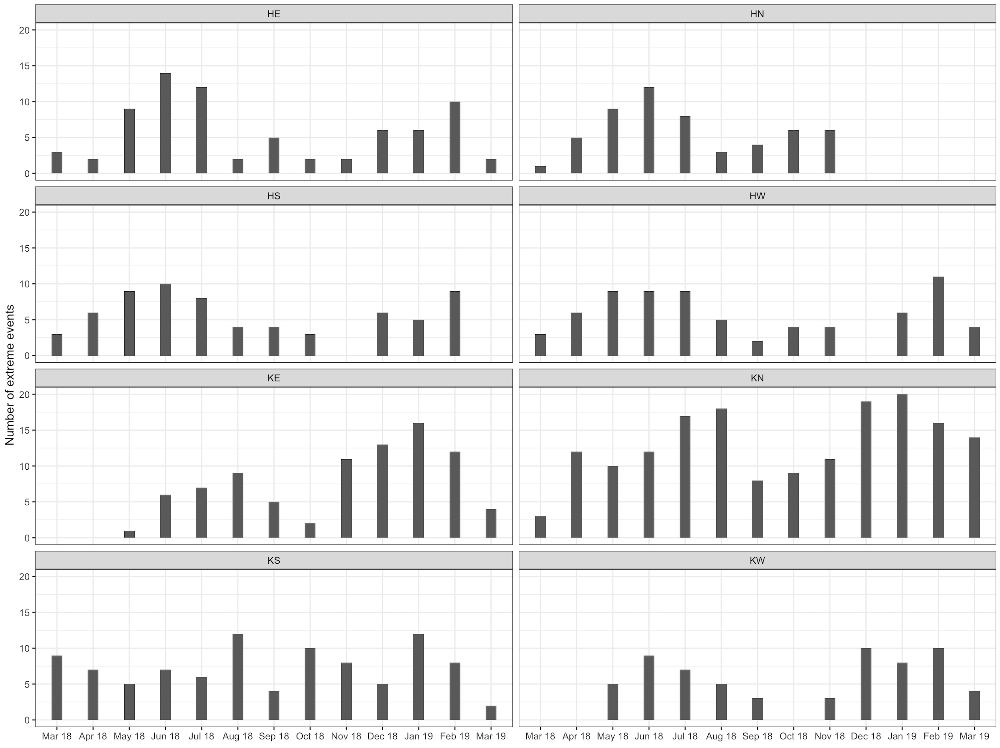 Number of extreme events
HE
20
15
10
5
0
HN
HS
20
15
10
5
0
HW
KE
20
15
10
5
0
KN
KS
20
15
10
5
0
Mar 18 Apr 18 May 18 Jun 18 Jul 18 Aug 18 Sep 18 Oct 18 Nov 18 Dec 18 Jan 19 Feb 19 Mar 19
KW
Mar 18 Apr 18 May 18 Jun 18 Jul 18 Aug 18 Sep 18 Oct 18 Nov 18 Dec 18 Jan 19 Feb 19 Mar 19